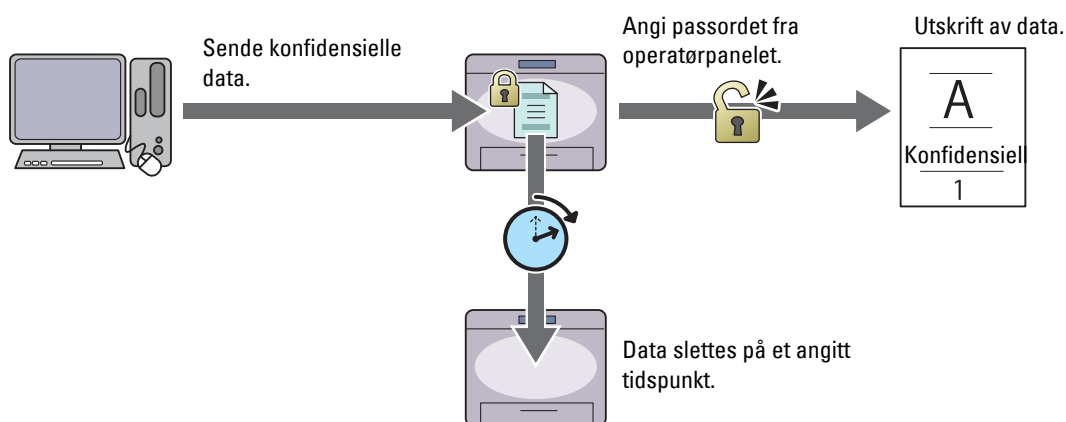 Sende konfidensielle
data.
Angi passordet fra
operatørpanelet.
Utskrift av data.
A
Konfidensiell
1
Data slettes på et angitt
tidspunkt.